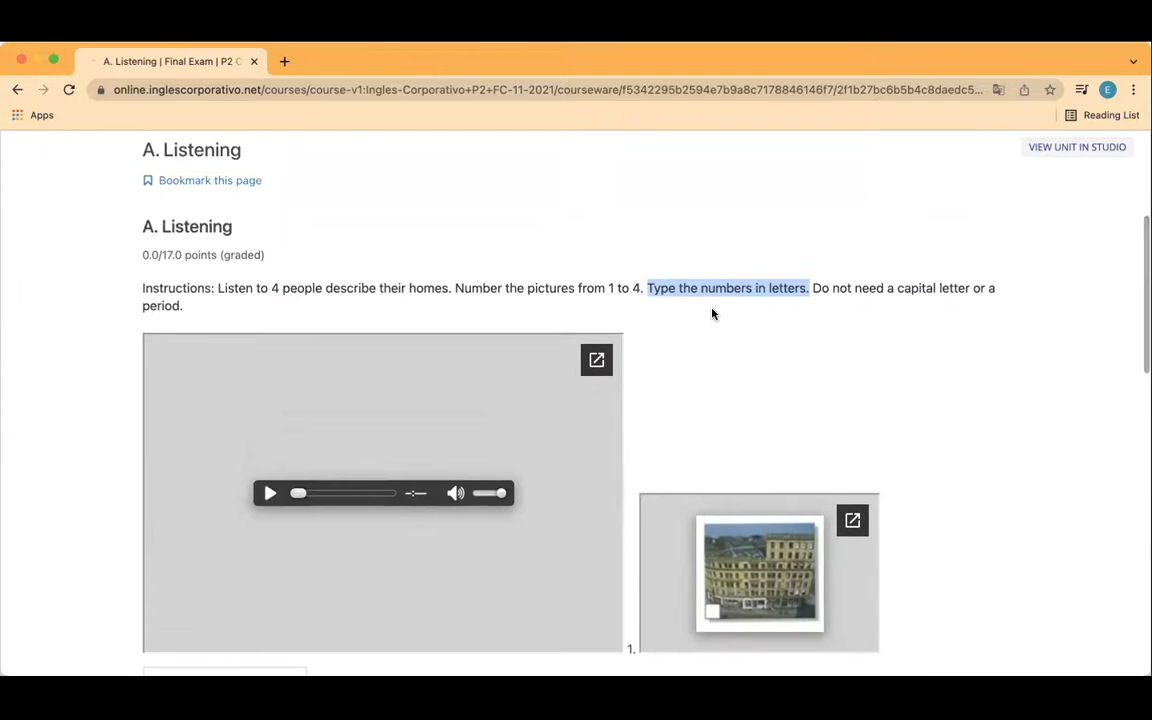 A. Listening | Final Exam | P2 C
online.inglescorporativo.net/courses/course-v1:Ingles-Corporativo+P2+FC-11-2021/courseware/f5342295b2594e7b9a8c7178846146f7/2f1b27bc6b5b4c8daedc5...
E
Apps
Reading List
A. Listening
VIEW UNIT IN STUDIO
Bookmark this page
A. Listening
0.0/17.0 points (graded)
Instructions: Listen to 4 people describe their homes. Number the pictures from 1 to 4. Type the numbers in letters. Do not need a capital letter or a
period.
1.